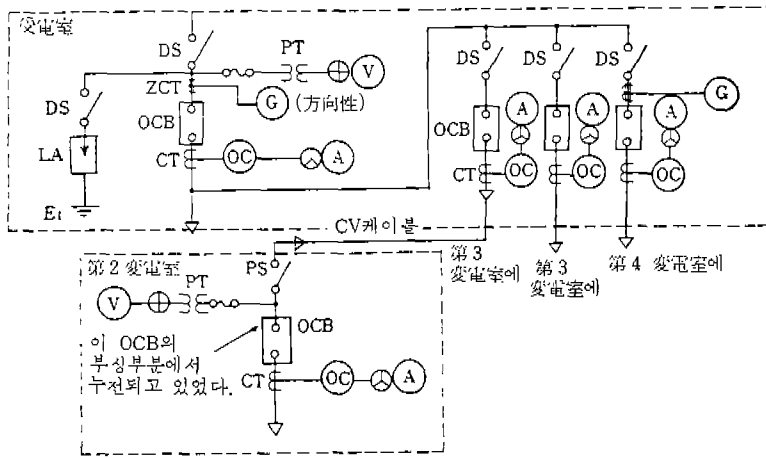 変電室
DS
PT
V
DS
ZCT
G (方向性)
OCB
LA
CT
OC
A
E₁
DS
DS
DS
G
OCB
A
A
A
CT
OC
OC
OC
CV케이블
第3
変電室에
第3
変電室에
第4 変電室에
第2変電室
PS
PT
V
OCB
이 OCB의
부싱부분에서
누전되고 있었다.
CT
OC
A